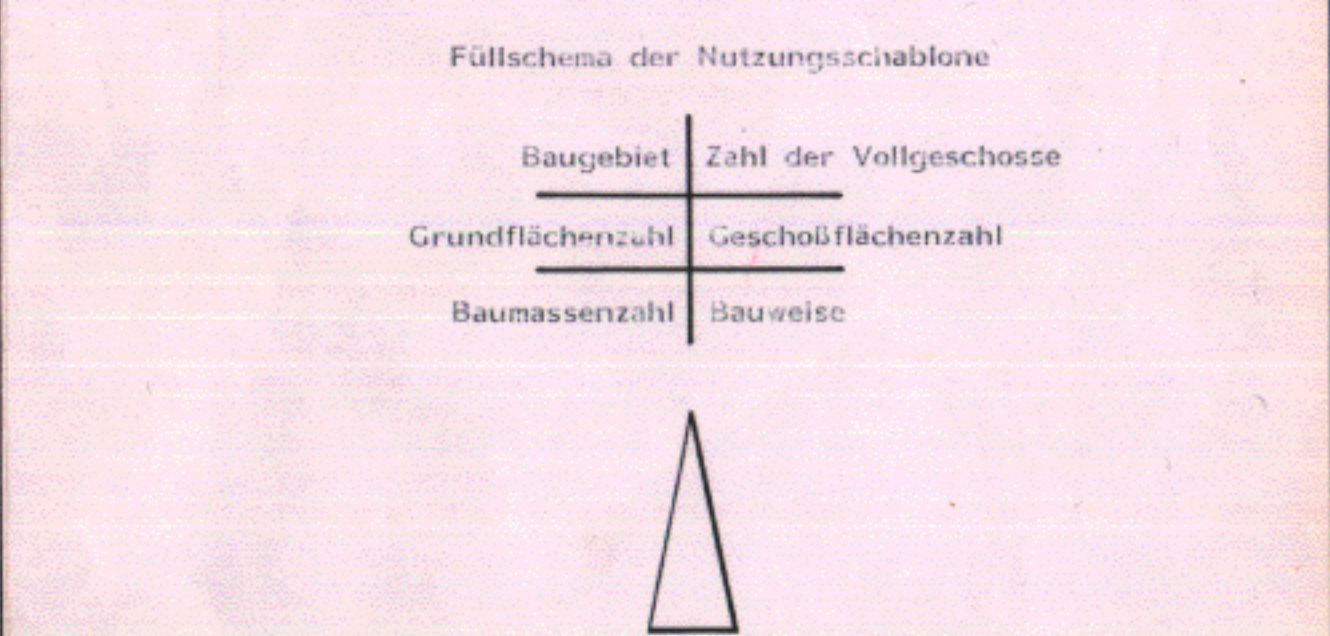 Füllschema der Nutzungsschablone
Baugebiet Zahl der Vollgeschosse
Grundflächenzahl Geschoßflächenzahl
Baumassenzahl Bauweise